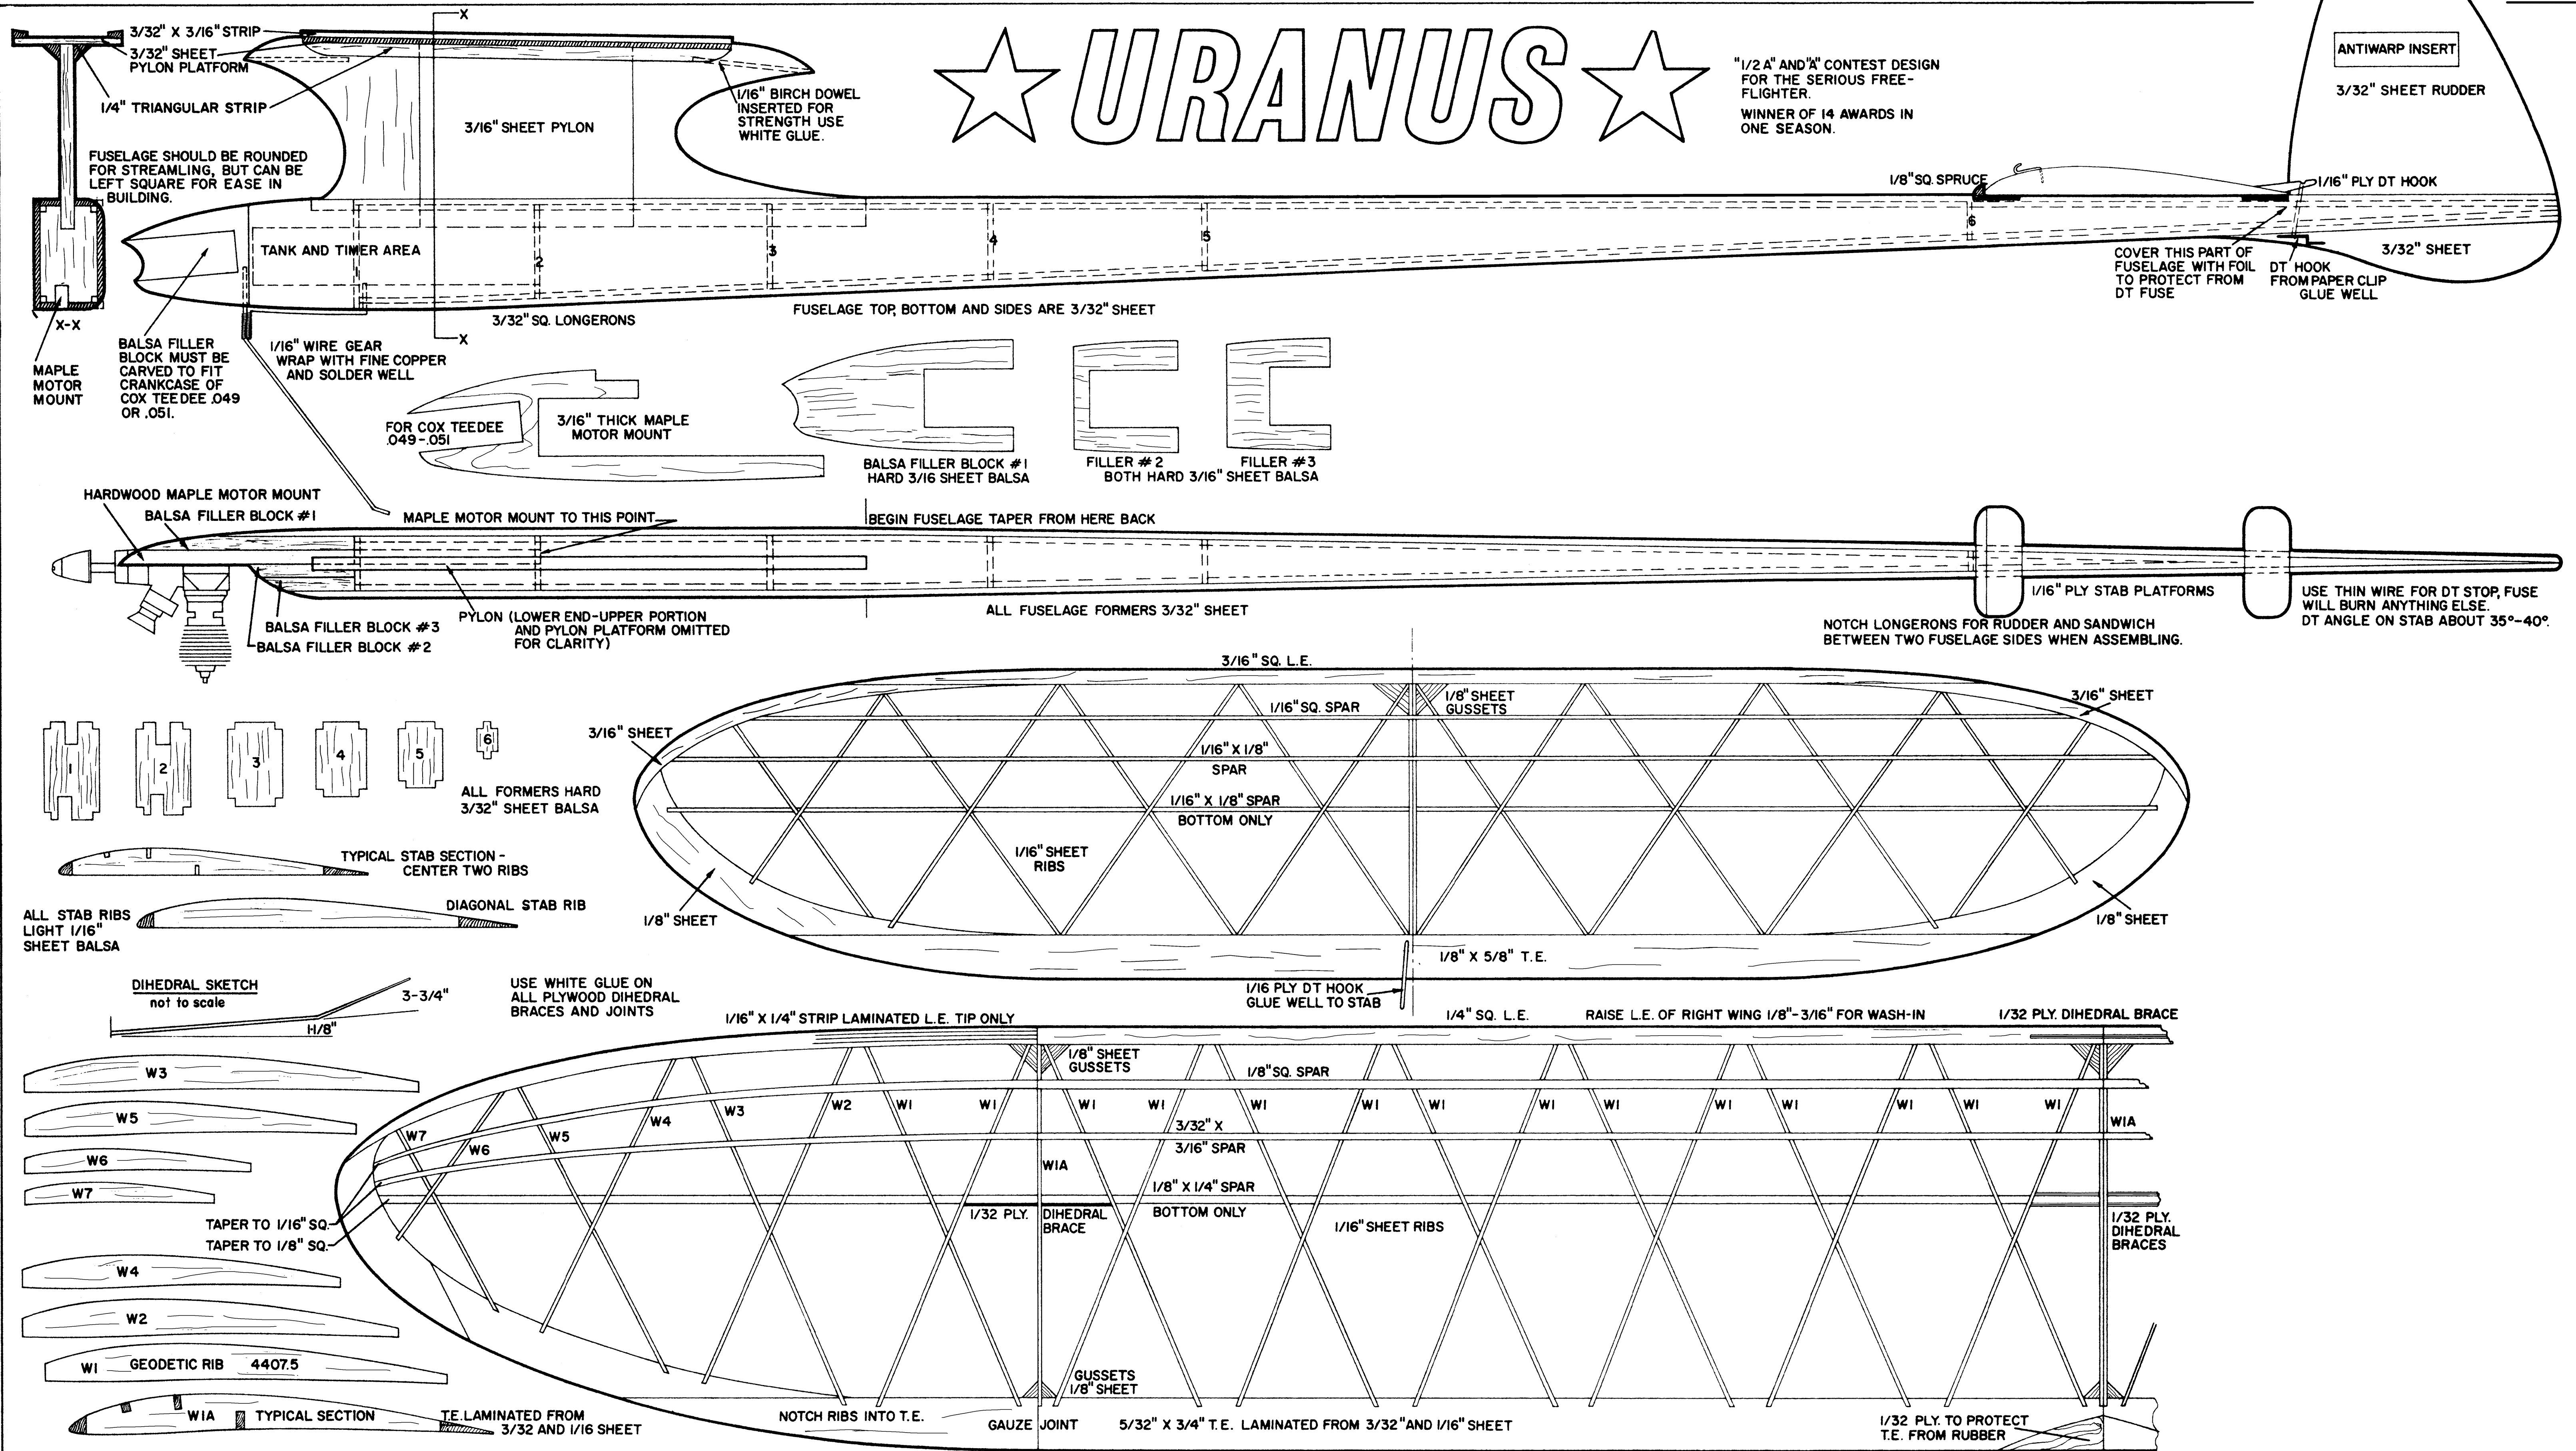 URANUS
"1/2 A" AND "A" CONTEST DESIGN
FOR THE SERIOUS FREE-
FLIGHTER.
WINNER OF 14 AWARDS IN
ONE SEASON.
ANTIWARP INSERT
3/32" SHEET RUDDER
X
3/32" X 3/16" STRIP
3/32" SHEET
PYLON PLATFORM
1/4" TRIANGULAR STRIP
1/16" BIRCH DOWEL
INSERTED FOR
STRENGTH USE
WHITE GLUE.
3/16" SHEET PYLON
FUSELAGE SHOULD BE ROUNDED
FOR STREAMLING, BUT CAN BE
LEFT SQUARE FOR EASE IN
BUILDING.
1/8" SQ. SPRUCE
1/16" PLY DT HOOK
TANK AND TIMER AREA
2
3
4
5
6
COVER THIS PART OF
FUSELAGE WITH FOIL
TO PROTECT FROM
DT FUSE
DT HOOK
FROM PAPER CLIP
GLUE WELL
3/32" SHEET
X-X
3/32" SQ. LONGERONS
FUSELAGE TOP, BOTTOM AND SIDES ARE 3/32" SHEET
X
MAPLE
MOTOR
MOUNT
BALSA FILLER
BLOCK MUST BE
CARVED TO FIT
CRANKCASE OF
COX TEEDEE .049
OR .051.
1/16" WIRE GEAR
WRAP WITH FINE COPPER
AND SOLDER WELL
FOR COX TEEDEE
.049-.051
3/16" THICK MAPLE
MOTOR MOUNT
BALSA FILLER BLOCK #1
HARD 3/16 SHEET BALSA
FILLER #2
FILLER #3
BOTH HARD 3/16" SHEET BALSA
HARDWOOD MAPLE MOTOR MOUNT
BALSA FILLER BLOCK #1
MAPLE MOTOR MOUNT TO THIS POINT
BEGIN FUSELAGE TAPER FROM HERE BACK
BALSA FILLER BLOCK #3
BALSA FILLER BLOCK #2
PYLON (LOWER END-UPPER PORTION
AND PYLON PLATFORM OMITTED
FOR CLARITY)
ALL FUSELAGE FORMERS 3/32" SHEET
1/16" PLY STAB PLATFORMS
NOTCH LONGERONS FOR RUDDER AND SANDWICH
BETWEEN TWO FUSELAGE SIDES WHEN ASSEMBLING.
USE THIN WIRE FOR DT STOP, FUSE
WILL BURN ANYTHING ELSE.
DT ANGLE ON STAB ABOUT 35°-40°.
3/16" SQ. L.E.
1/8" SHEET
GUSSETS
3/16" SHEET
1/16" SQ. SPAR
3/16" SHEET
1/16" X 1/8"
SPAR
1/16" X 1/8" SPAR
BOTTOM ONLY
1/16" SHEET
RIBS
1/8" SHEET
1/8" SHEET
1/8" X 5/8" T.E.
1/16 PLY DT HOOK
GLUE WELL TO STAB
1
2
3
4
5
6
ALL FORMERS HARD
3/32" SHEET BALSA
TYPICAL STAB SECTION -
CENTER TWO RIBS
DIAGONAL STAB RIB
ALL STAB RIBS
LIGHT 1/16"
SHEET BALSA
DIHEDRAL SKETCH
not to scale
3-3/4"
1-1/8"
USE WHITE GLUE ON
ALL PLYWOOD DIHEDRAL
BRACES AND JOINTS
1/16" X 1/4" STRIP LAMINATED L.E. TIP ONLY
1/4" SQ. L.E.
RAISE L.E. OF RIGHT WING 1/8"-3/16" FOR WASH-IN
1/32 PLY. DIHEDRAL BRACE
1/8" SHEET
GUSSETS
1/8" SQ. SPAR
W7
W6
W5
W4
W3
W2
W1
W1
W1
W1
W1
W1
W1
W1
W1
W1
W1
W1
W1
W1
W1A
3/32" X
3/16" SPAR
W1A
1/8" X 1/4" SPAR
BOTTOM ONLY
1/32 PLY.
DIHEDRAL
BRACE
1/16" SHEET RIBS
1/32 PLY.
DIHEDRAL
BRACES
W3
W5
W6
W7
TAPER TO 1/16" SQ.
TAPER TO 1/8" SQ.
W4
W2
W1 GEODETIC RIB 4407.5
W1A TYPICAL SECTION
T.E. LAMINATED FROM
3/32 AND 1/16 SHEET
NOTCH RIBS INTO T.E.
GUSSETS
1/8" SHEET
GAUZE JOINT
5/32" X 3/4" T.E. LAMINATED FROM 3/32" AND 1/16" SHEET
1/32 PLY. TO PROTECT
T.E. FROM RUBBER